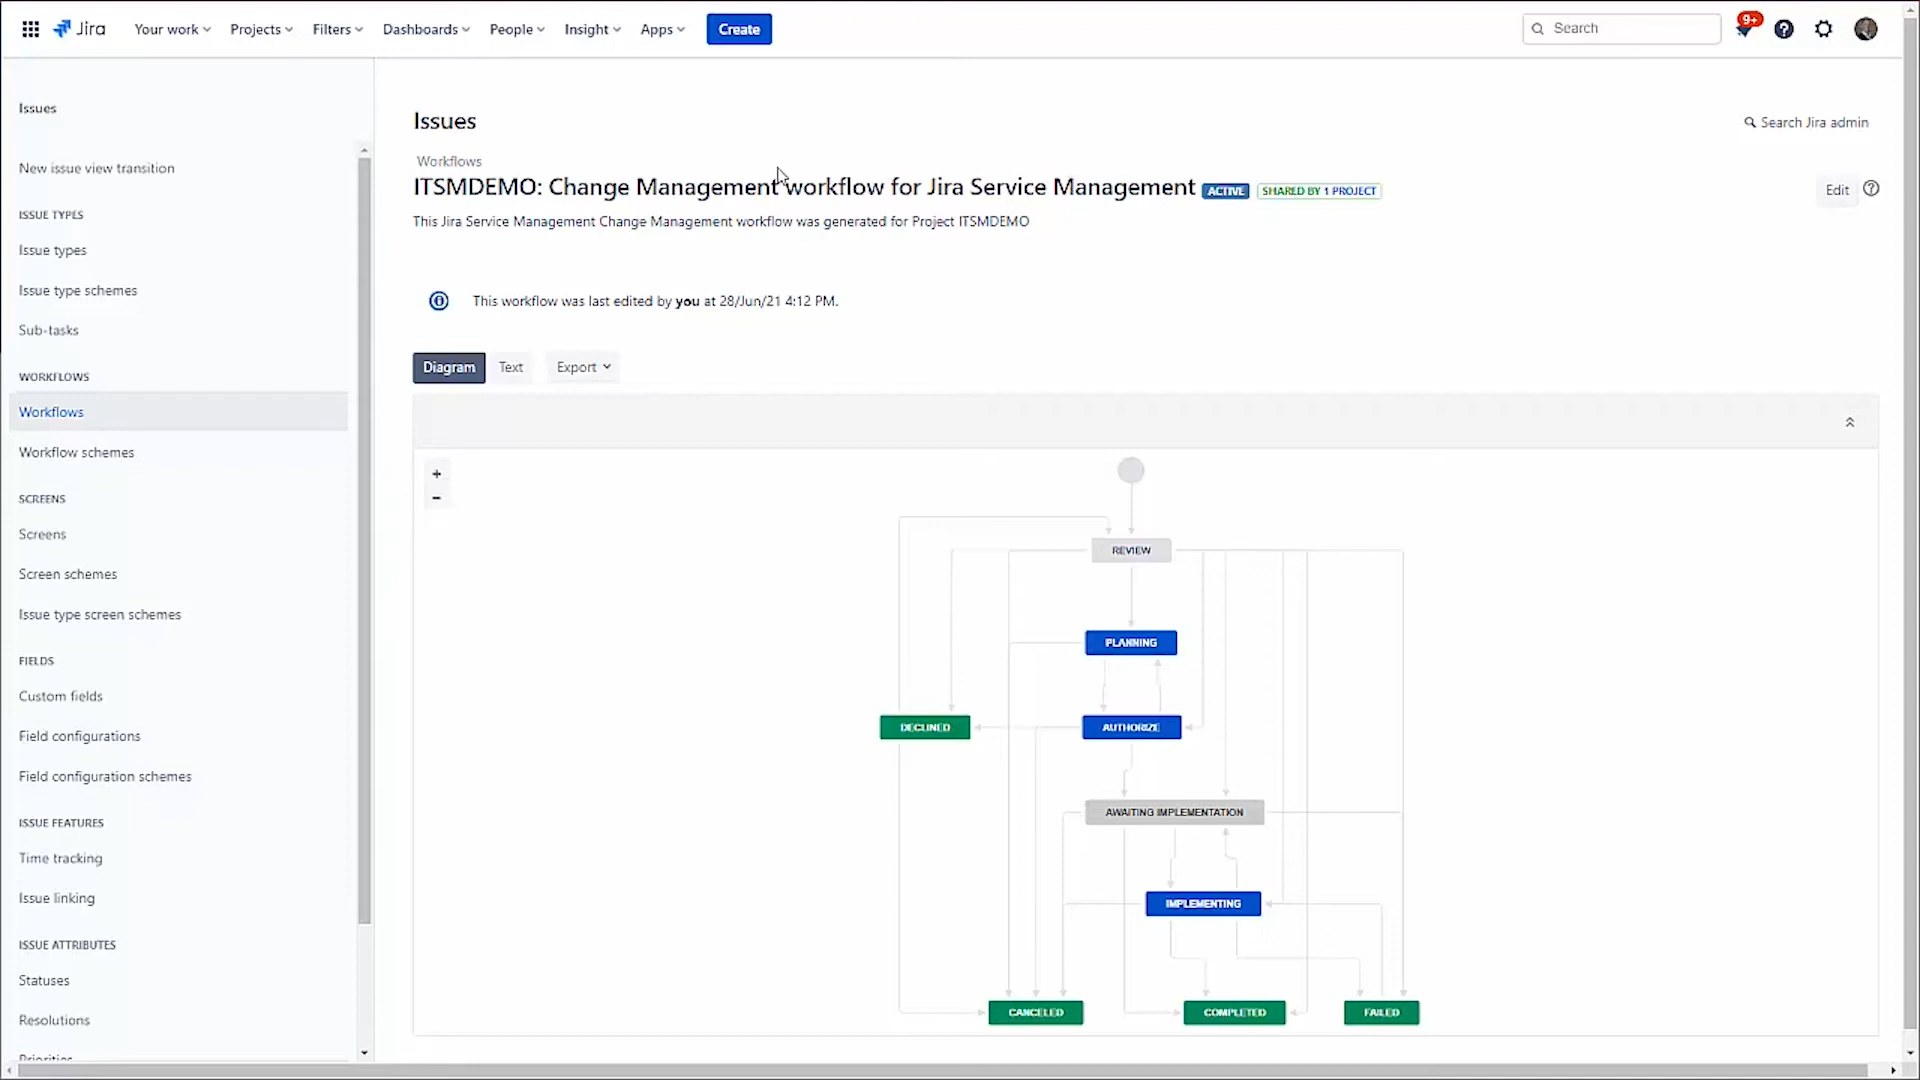 Jira
Your work
Projects
Filters
Dashboards
People
Insight
Apps
Create
Search
9+
Issues
New issue view transition
ISSUE TYPES
Issue types
Issue type schemes
Sub-tasks
WORKFLOWS
Workflows
Workflow schemes
SCREENS
Screens
Screen schemes
Issue type screen schemes
FIELDS
Custom fields
Field configurations
Field configuration schemes
ISSUE FEATURES
Time tracking
Issue linking
ISSUE ATTRIBUTES
Statuses
Resolutions
Priorities
Issues
Search Jira admin
Workflows
ITSMDEMO: Change Management workflow for Jira Service Management ACTIVE SHARED BY 1 PROJECT
Edit
This Jira Service Management Change Management workflow was generated for Project ITSMDEMO
This workflow was last edited by you at 28/Jun/21 4:12 PM.
Diagram
Text
Export
+
-
REVIEW
PLANNING
DECLINED
AUTHORIZE
AWAITING IMPLEMENTATION
IMPLEMENTING
CANCELED
COMPLETED
FAILED